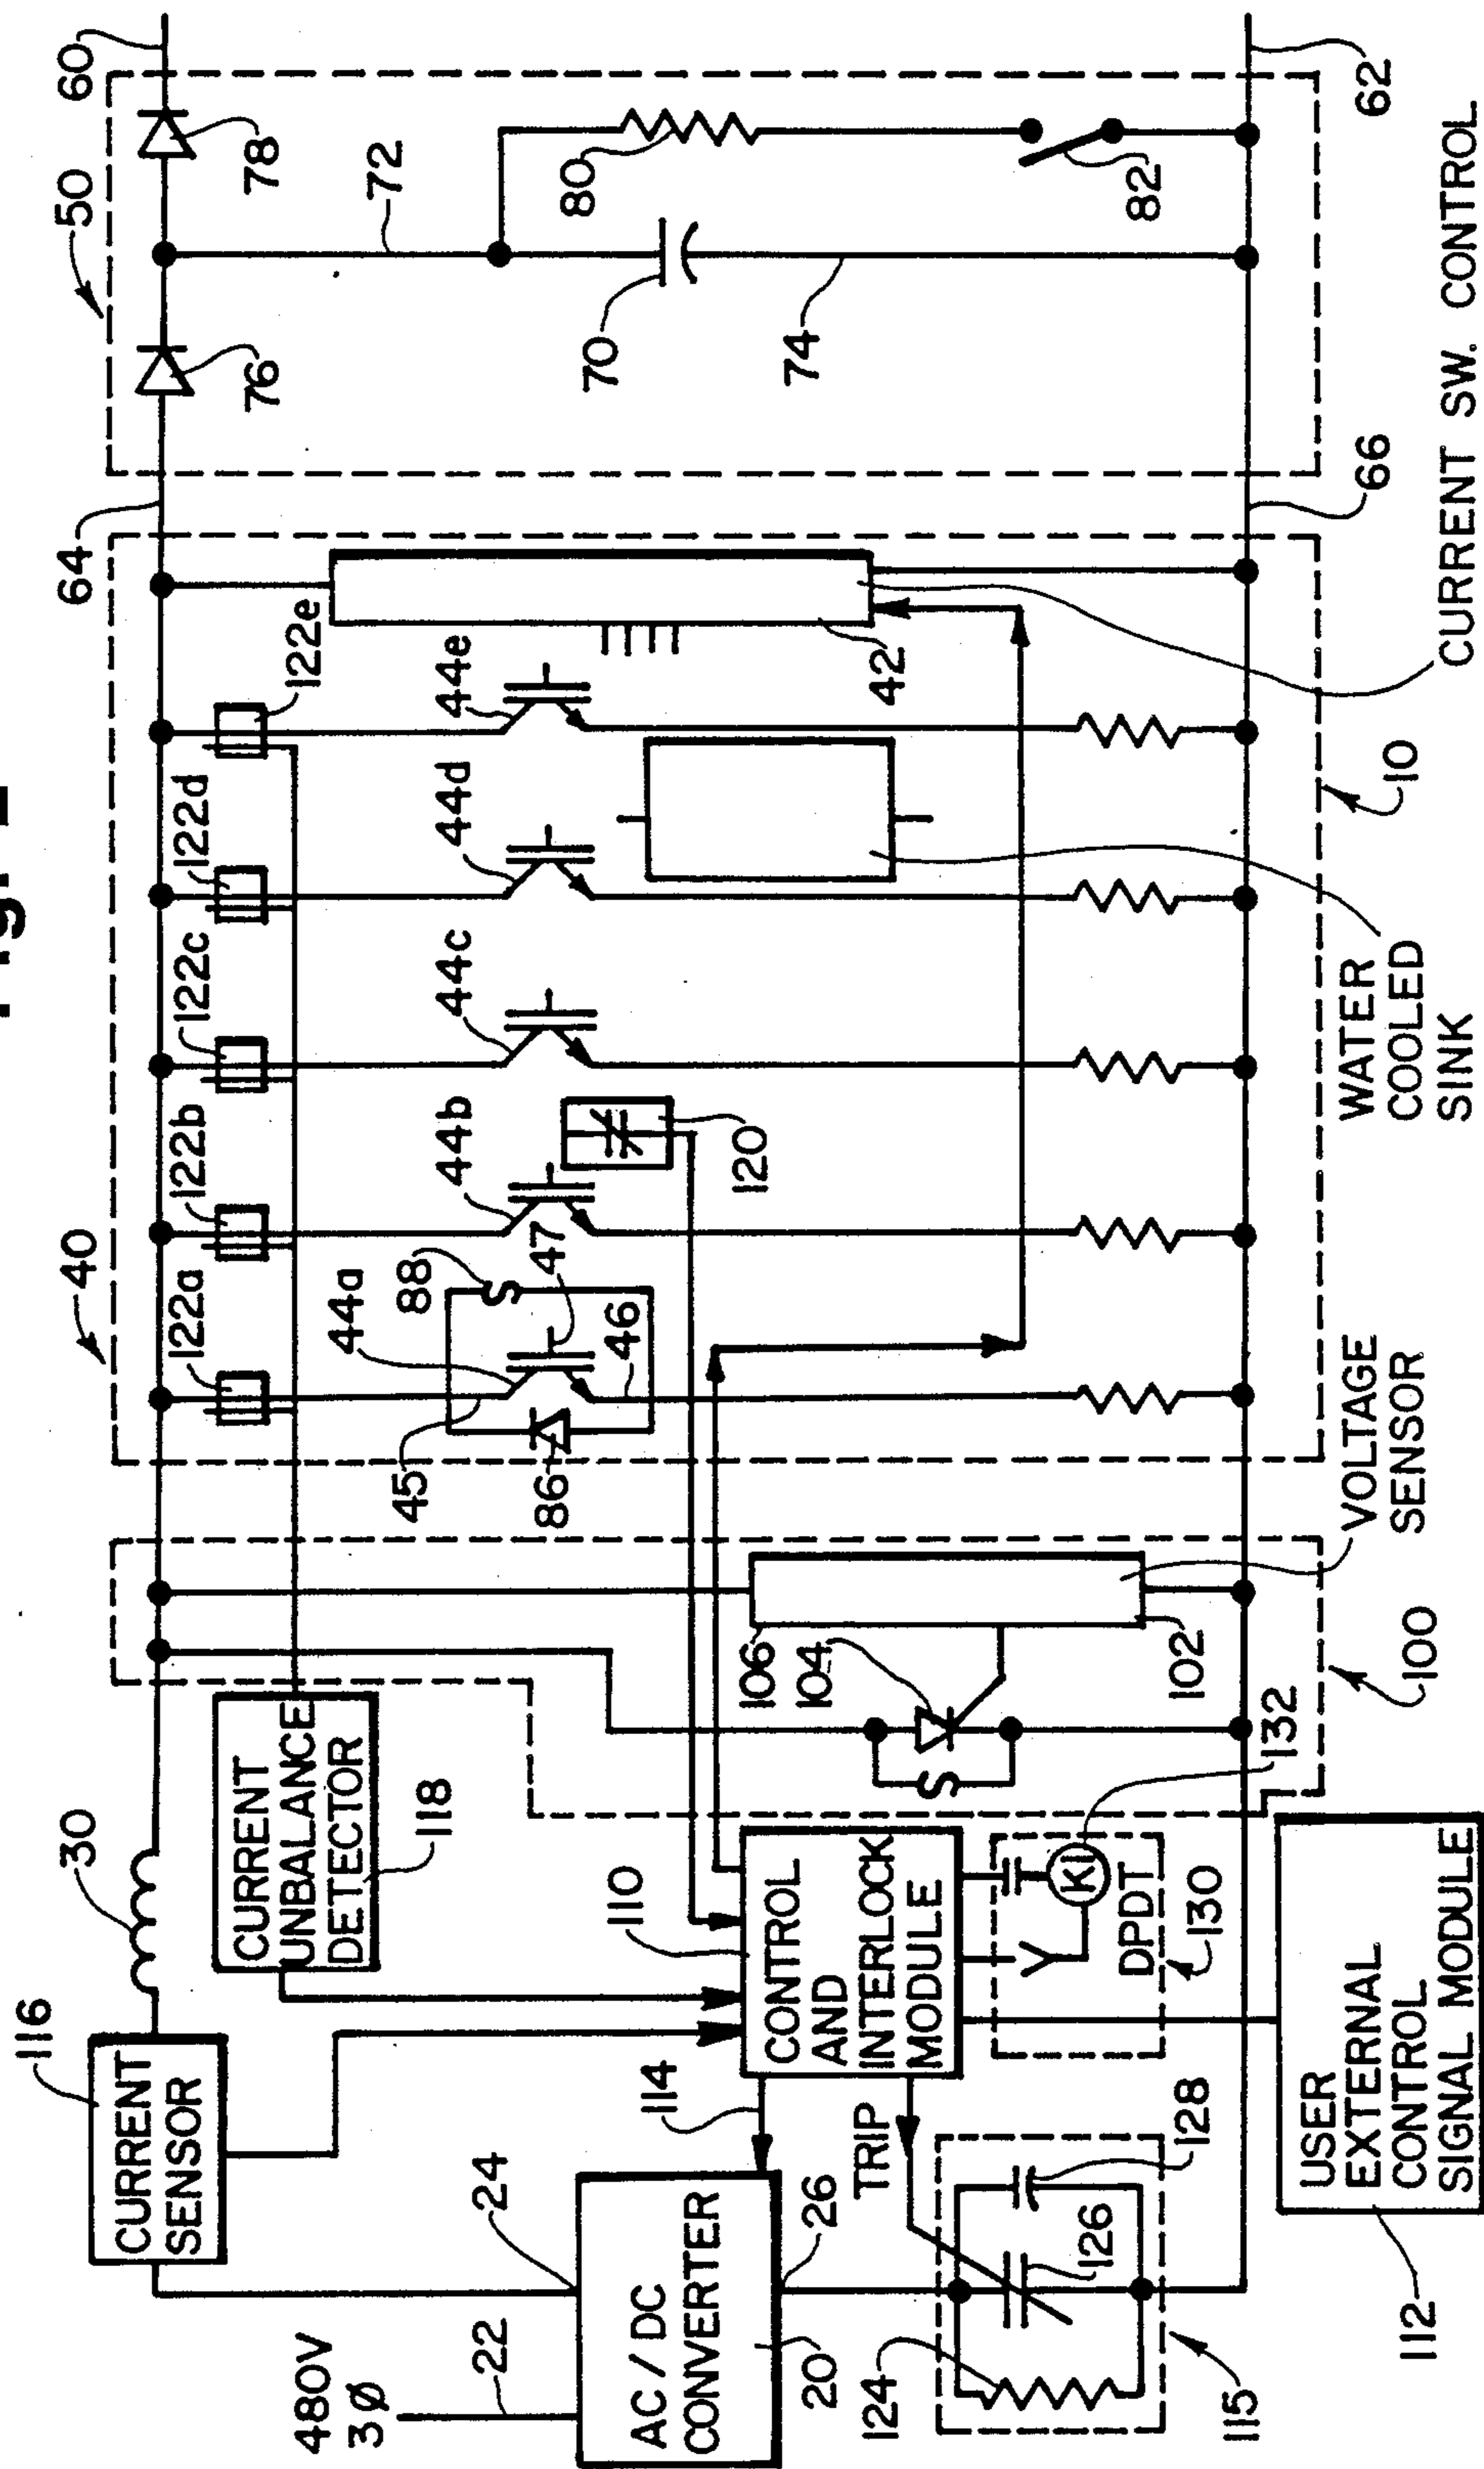 116
CURRENT
SENSOR
30
40
122a
122b
122c
122d
122e
64
50
60
CURRENT
UNBALANCE
DETECTOR
118
76
78
72
480V
3Ø
22
24
45
44a
88
47
44b
44c
44d
44e
86
46
120
42
70
80
74
82
AC/DC
CONVERTER
20
26
114
110
CONTROL
AND
INTERLOCK
MODULE
106
104
102
TRIP
124
126
128
115
DPDT
K1
130
132
100
VOLTAGE
SENSOR
WATER
COOLED
SINK
10
66
62
CURRENT SW. CONTROL
112
USER
EXTERNAL
CONTROL
SIGNAL MODULE